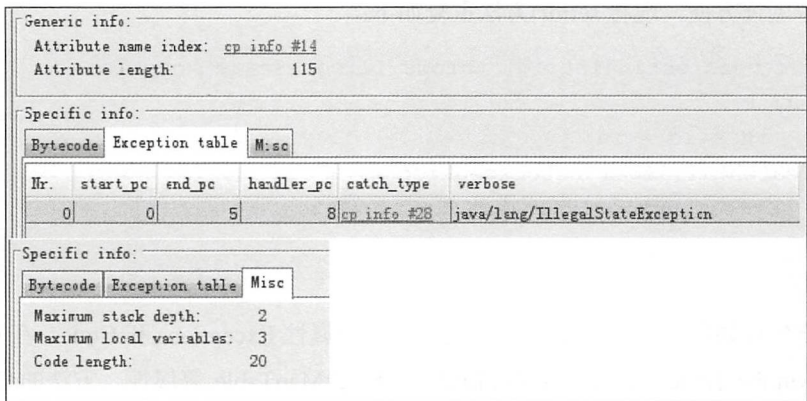 Generic info:
Attribute name index: cp info #14
Attribute length: 115
Specific info:
Bytecode Exception table Misc
Nr. start_pc end_pc handler_pc catch_type verbose
0 0 5 8 cp info #28 java/lang/IllegalStateException
Specific info:
Bytecode Exception table Misc
Maximum stack depth: 2
Maximum local variables: 3
Code length: 20